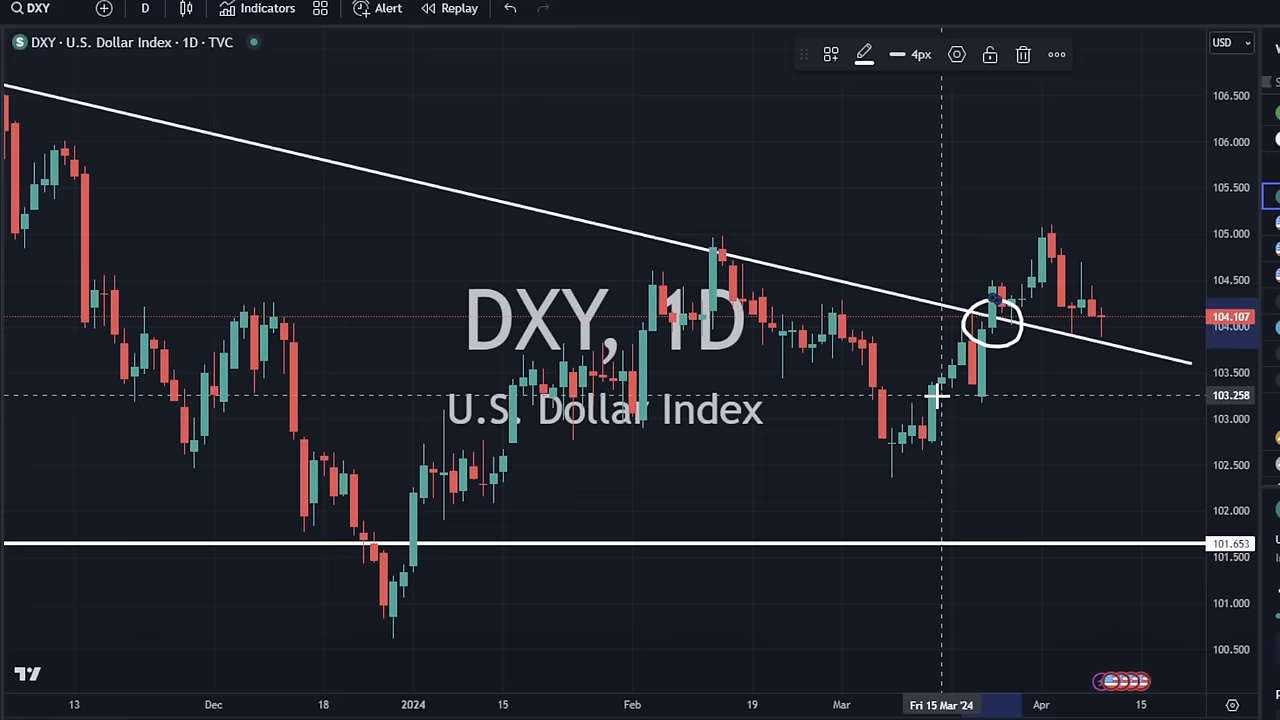 DXY
D
Indicators
Alert
Replay
DXY · U.S. Dollar Index · 1D · TVC
4px
USD
106.500
106.000
105.500
105.000
104.500
104.107
104.000
103.500
103.258
103.000
102.500
102.000
101.653
101.500
101.000
100.500
DXY, 1D
U.S. Dollar Index
13
Dec
18
2024
15
Feb
19
Mar
Fri 15 Mar '24
Apr
15